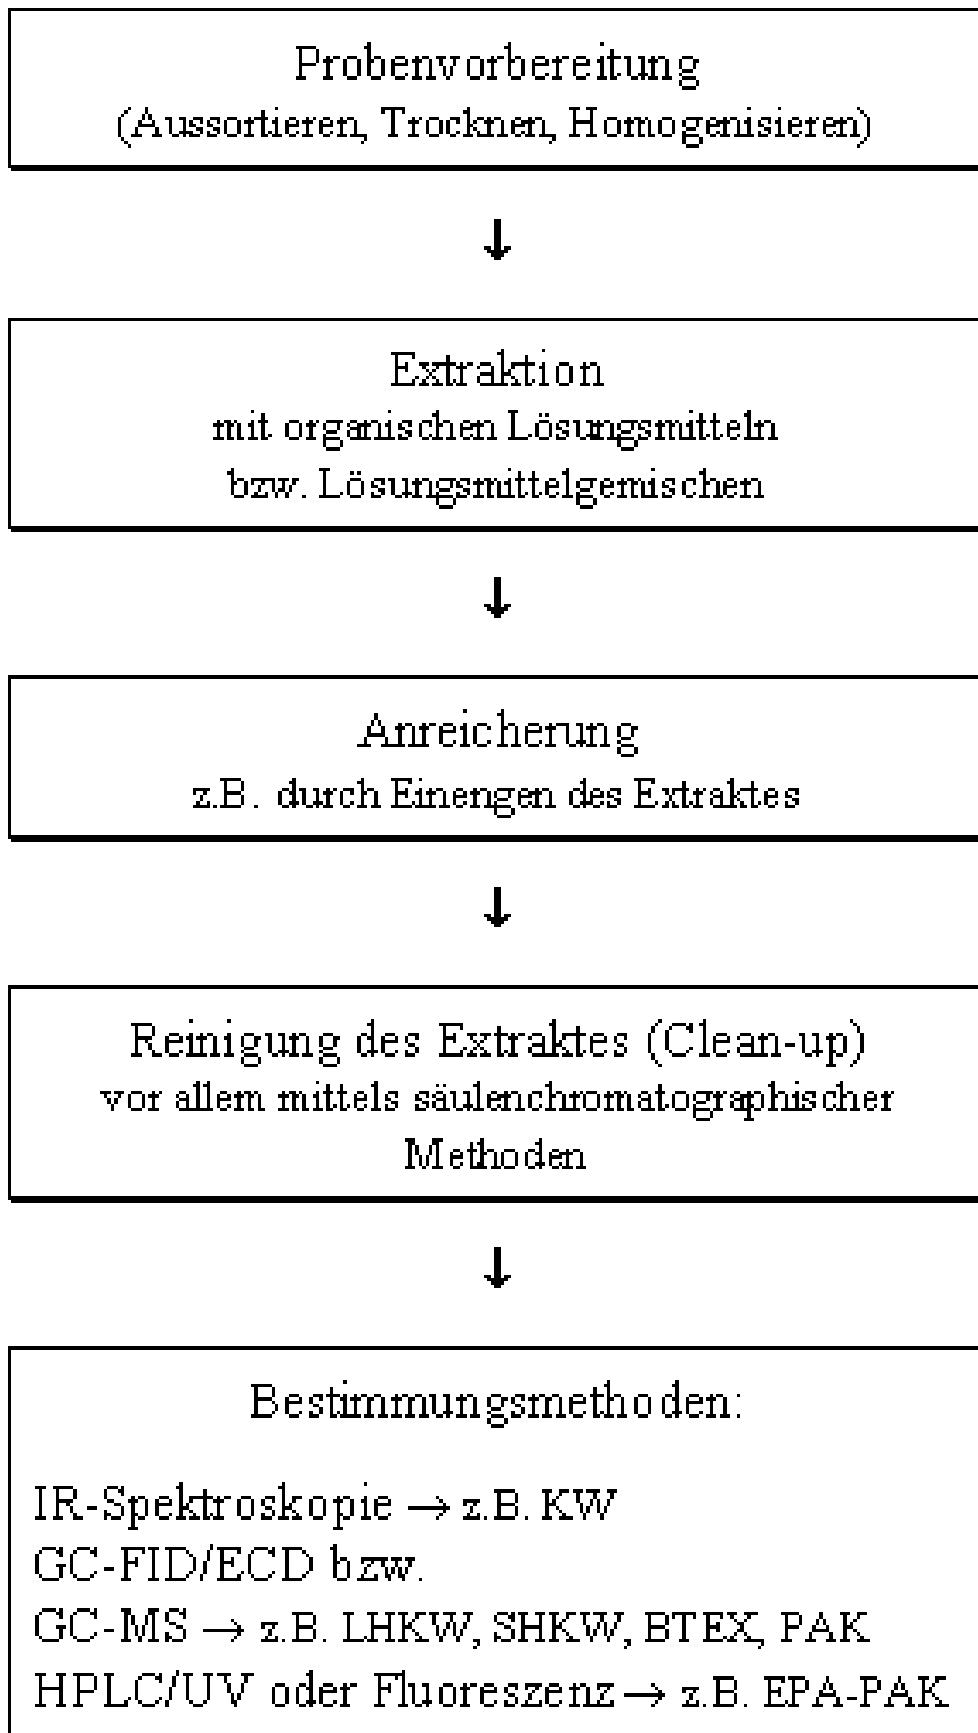 Probenvorbereitung
(Aussortieren, Trocknen, Homogenisieren)
↓
Extraktion
mit organischen Lösungsmitteln
bzw. Lösungsmittelgemischen
↓
Anreicherung
z.B. durch Einengen des Extraktes
↓
Reinigung des Extraktes (Clean-up)
vor allem mittels säulenchromatographischer
Methoden
↓
Bestimmungsmethoden:
IR-Spektroskopie → z.B. KW
GC-FID/ECD bzw.
GC-MS → z.B. LHKW, SHKW, BTEX, PAK
HPLC/UV oder Fluoreszenz → z.B. EPA-PAK